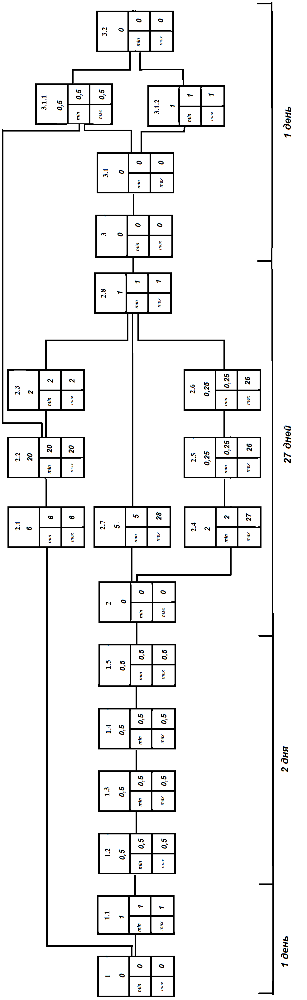 1
0
min 0
max 0
1.1
1
min 1
max 1
1.2
0,5
min 0,5
max 0,5
1.3
0,5
min 0,5
max 0,5
1.4
0,5
min 0,5
max 0,5
1.5
0,5
min 0,5
max 0,5
2
0
min 0
max 0
2.1
6
min 6
max 6
2.7
5
min 5
max 28
2.4
2
min 2
max 27
2.2
20
min 20
max 20
2.5
0,25
min 0,25
max 26
2.3
2
min 2
max 2
2.6
0,25
min 0,25
max 26
2.8
1
min 1
max 1
3
0
min 0
max 0
3.1
0
min 0
max 0
3.1.1
0,5
min 0,5
max 0,5
3.1.2
1
min 1
max 1
3.2
0
min 0
max 0
1 день
2 дня
27 дней
1 день